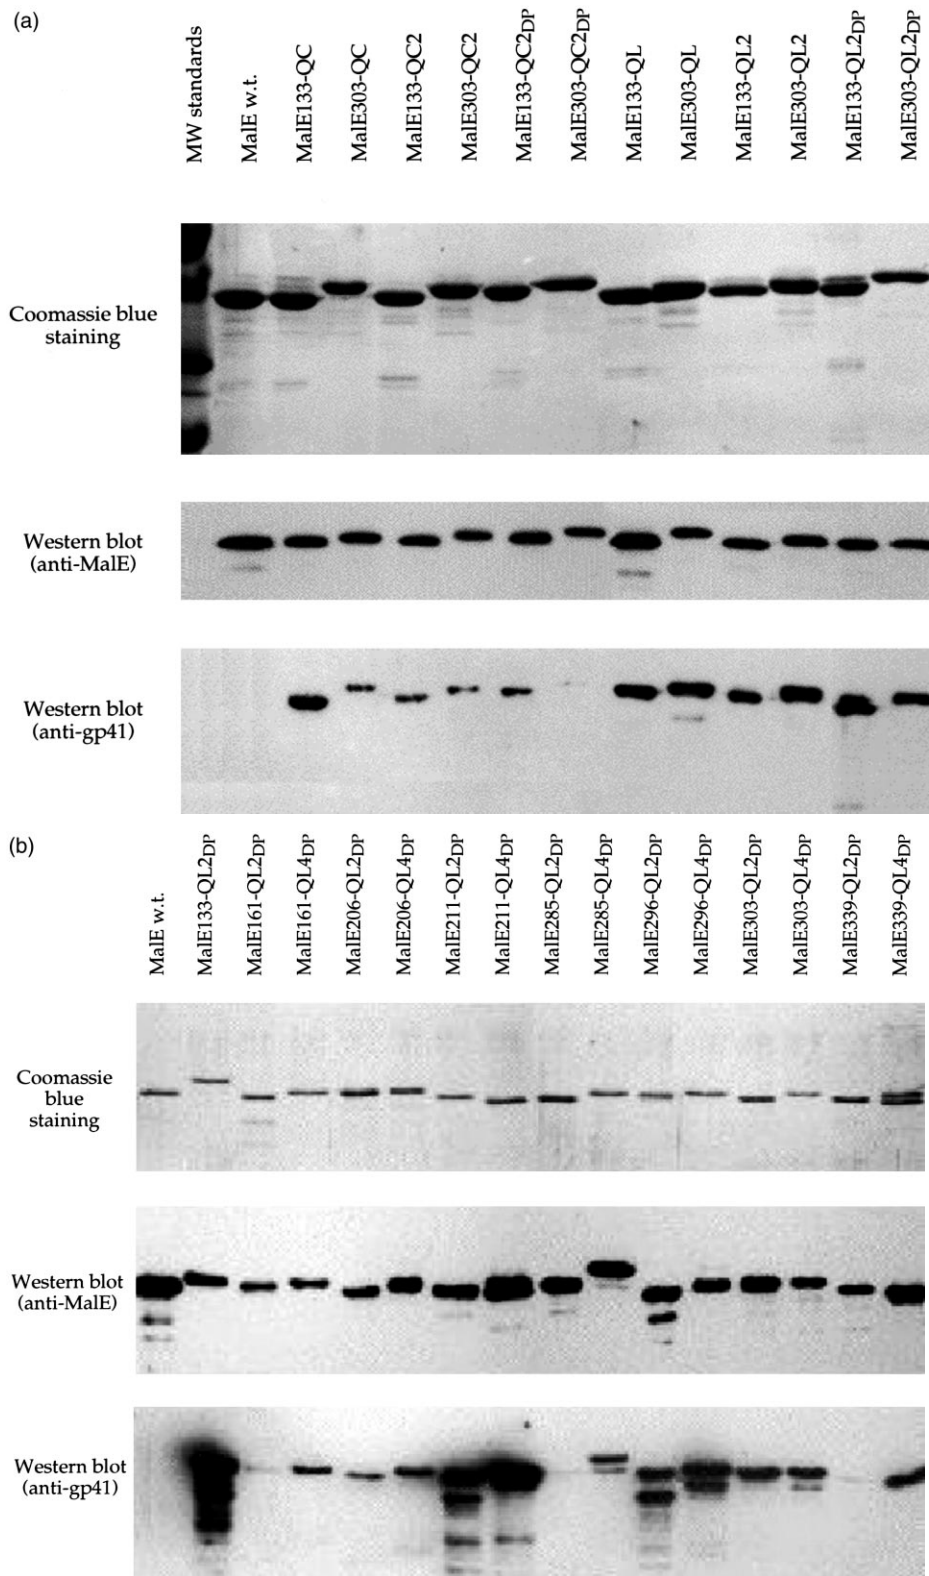 (a)
MW standards
MalE w.t.
MalE133-QC
MalE303-QC
MalE133-QC2
MalE303-QC2
MalE133-QC2DP
MalE303-QC2DP
MalE133-QL
MalE303-QL
MalE133-QL2
MalE303-QL2
MalE133-QL2DP
MalE303-QL2DP
Coomassie blue
staining
Western blot
(anti-MalE)
Western blot
(anti-gp41)
(b)
MalE w.t.
MalE133-QL2DP
MalE161-QL2DP
MalE161-QL4DP
MalE206-QL2DP
MalE206-QL4DP
MalE211-QL2DP
MalE211-QL4DP
MalE285-QL2DP
MalE285-QL4DP
MalE296-QL2DP
MalE296-QL4DP
MalE303-QL2DP
MalE303-QL4DP
MalE339-QL2DP
MalE339-QL4DP
Coomassie
blue
staining
Western blot
(anti-MalE)
Western blot
(anti-gp41)